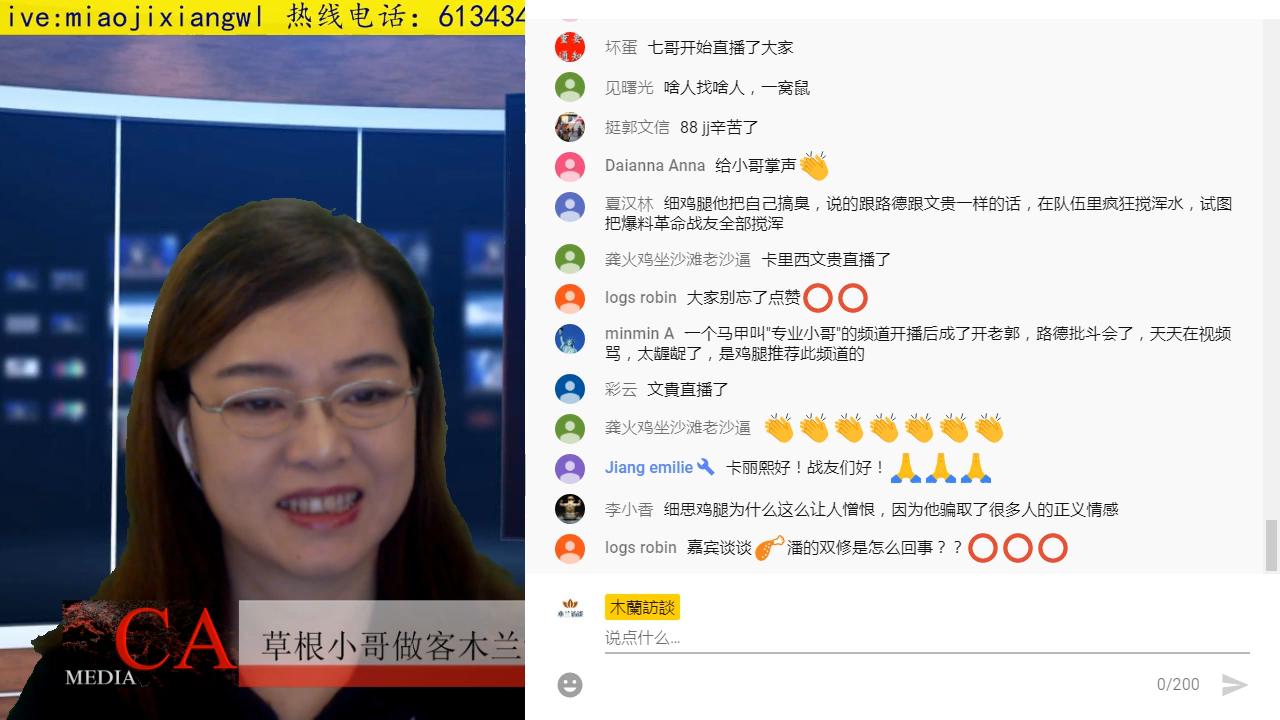 ive:miaojixiangwl 热线电话：613434
CA
MEDIA
草根小哥做客木兰
重要
通知
坏蛋 七哥开始直播了大家
见曙光 啥人找啥人，一窝鼠
挺郭文信 88 jj辛苦了
Daianna Anna 给小哥掌声👏
夏汉林 细鸡腿他把自己搞臭，说的跟路德跟文贵一样的话，在队伍里疯狂搅浑水，试图
把爆料革命战友全部搅浑
龚火鸡坐沙滩老沙逼 卡里西文贵直播了
logs robin 大家别忘了点赞⭕⭕
minmin A 一个马甲叫"专业小哥"的频道开播后成了开老郭，路德批斗会了，天天在视频
骂，太龌龊了，是鸡腿推荐此频道的
彩云 文貴直播了
龚火鸡坐沙滩老沙逼 👏👏👏👏👏👏👏
Jiang emilie 卡丽熙好！战友们好！🙏🙏🙏
李小香 细思鸡腿为什么这么让人憎恨，因为他骗取了很多人的正义情感
logs robin 嘉宾谈谈🍗潘的双修是怎么回事？？⭕⭕⭕
木蘭訪談
说点什么...
0/200